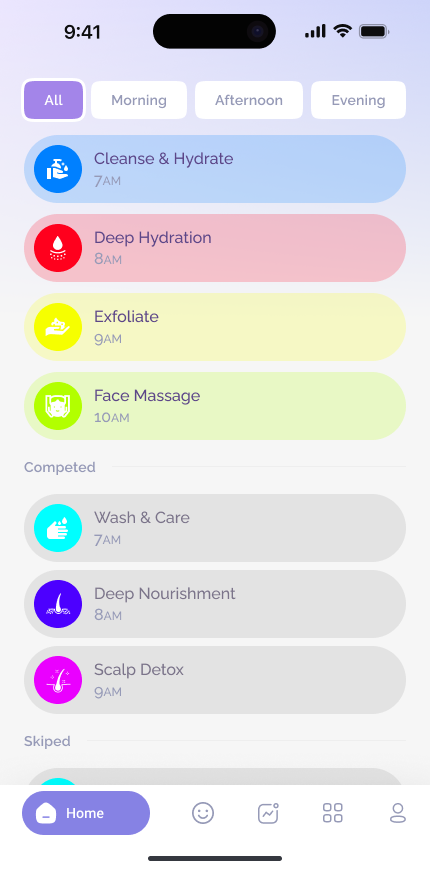 9:41
All
Morning
Afternoon
Evening
Cleanse & Hydrate
7AM
Deep Hydration
8AM
Exfoliate
9AM
Face Massage
10AM
Competed
Wash & Care
7AM
Deep Nourishment
8AM
Scalp Detox
9AM
Skiped
Home